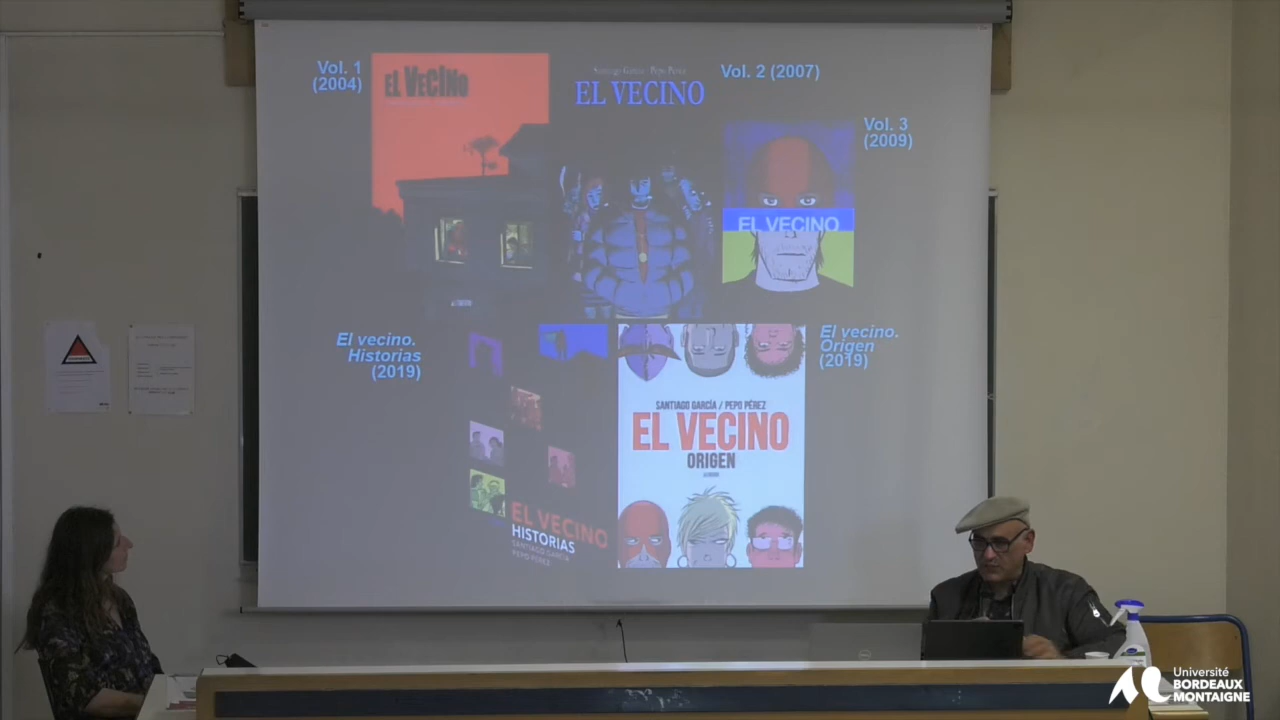 Vol. 1
(2004)
EL VECINO
Santiago García / Pepo Pérez
EL VECINO
Vol. 2 (2007)
Vol. 3
(2009)
EL VECINO
El vecino.
Historias
(2019)
EL VECINO
HISTORIAS
SANTIAGO GARCÍA
PEPO PÉREZ
SANTIAGO GARCÍA / PEPO PÉREZ
EL VECINO
ORIGEN
El vecino.
Origen
(2019)
Université
BORDEAUX
MONTAIGNE